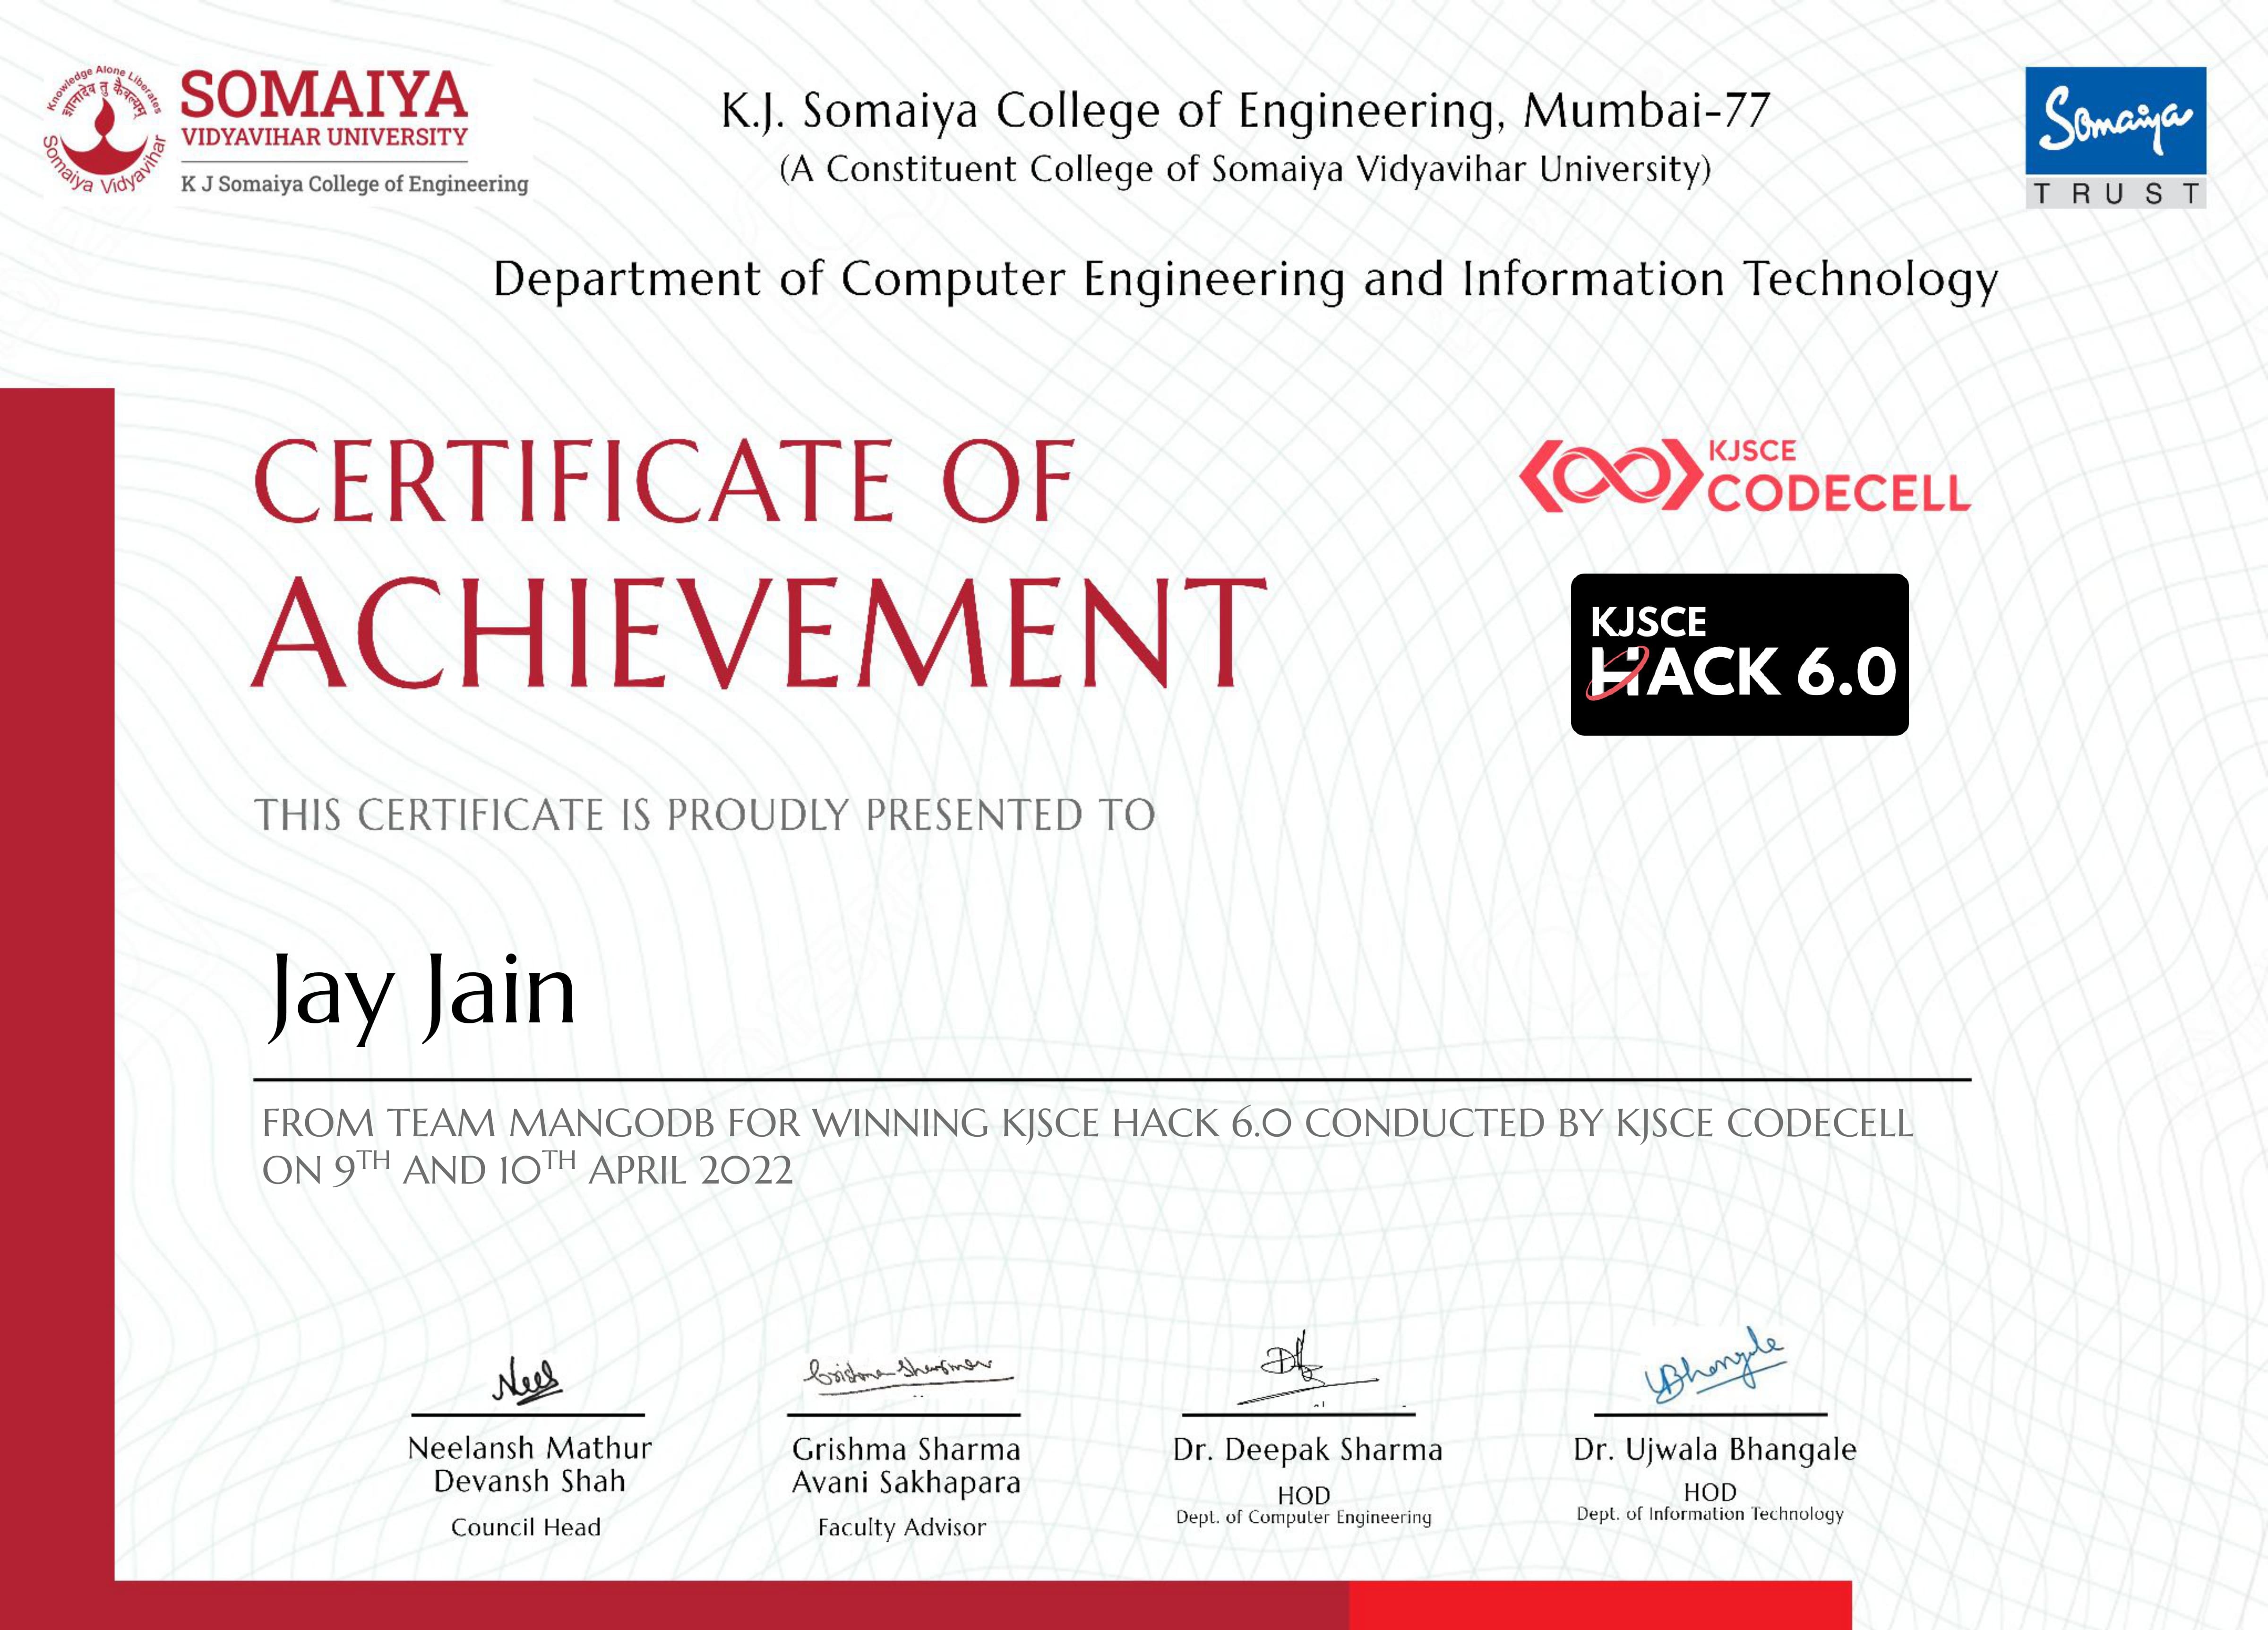 Knowledge Alone Liberates
ज्ञानादेव तु कैवल्यम्
Somaiya Vidyavihar
SOMAIYA
VIDYAVIHAR UNIVERSITY
K J Somaiya College of Engineering
K.J. Somaiya College of Engineering, Mumbai-77
(A Constituent College of Somaiya Vidyavihar University)
Somaiya
TRUST
Department of Computer Engineering and Information Technology
CERTIFICATE OF
ACHIEVEMENT
KJSCE
CODECELL
KJSCE
HACK 6.0
THIS CERTIFICATE IS PROUDLY PRESENTED TO
Jay Jain
FROM TEAM MANGODB FOR WINNING KJSCE HACK 6.0 CONDUCTED BY KJSCE CODECELL
ON 9TH AND 10TH APRIL 2022
Nees
Grishma Sharma
UBhangale
Neelansh Mathur
Devansh Shah
Council Head
Grishma Sharma
Avani Sakhapara
Faculty Advisor
Dr. Deepak Sharma
HOD
Dept. of Computer Engineering
Dr. Ujwala Bhangale
HOD
Dept. of Information Technology